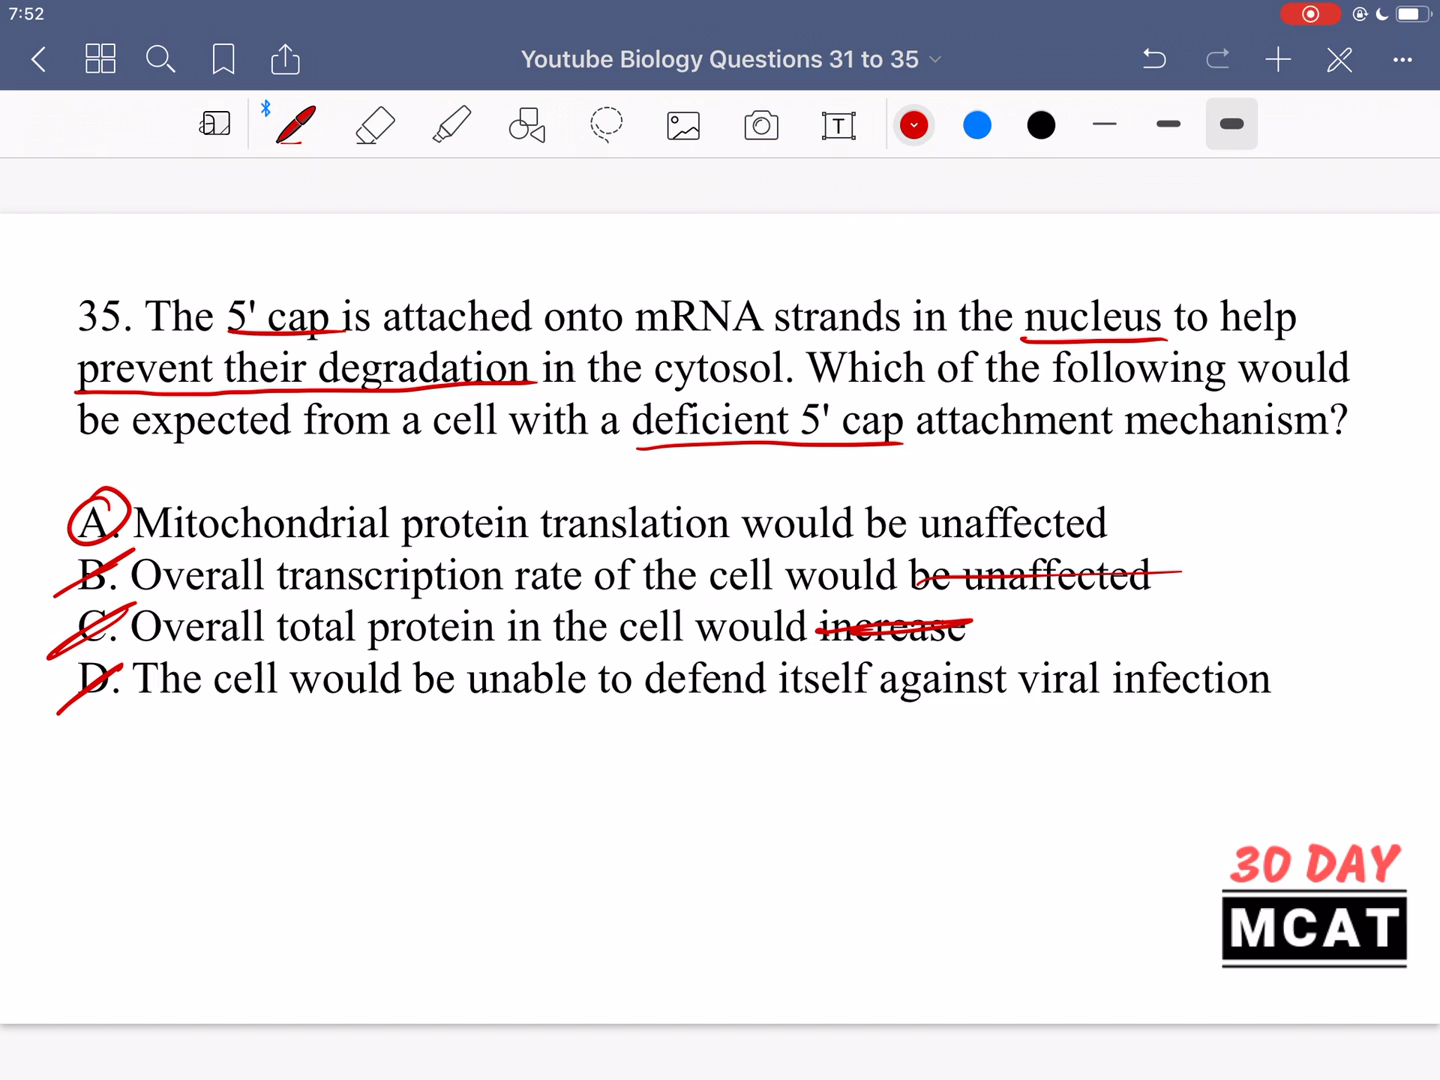 7:52
Youtube Biology Questions 31 to 35
T
35. The 5' cap is attached onto mRNA strands in the nucleus to help
prevent their degradation in the cytosol. Which of the following would
be expected from a cell with a deficient 5' cap attachment mechanism?
A. Mitochondrial protein translation would be unaffected
B. Overall transcription rate of the cell would be unaffected
C. Overall total protein in the cell would increase
D. The cell would be unable to defend itself against viral infection
30 DAY
MCAT